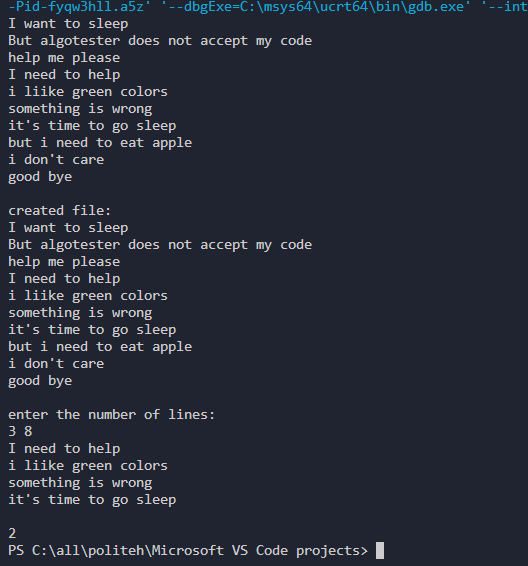 -Pid-fyqw3hll.a5z' '--dbgExe=C:\msys64\ucrt64\bin\gdb.exe' '--int
I want to sleep
But algotester does not accept my code
help me please
I need to help
i liike green colors
something is wrong
it's time to go sleep
but i need to eat apple
i don't care
good bye
created file:
I want to sleep
But algotester does not accept my code
help me please
I need to help
i liike green colors
something is wrong
it's time to go sleep
but i need to eat apple
i don't care
good bye
enter the number of lines:
3 8
I need to help
i liike green colors
something is wrong
it's time to go sleep
2
PS C:\all\politeh\Microsoft VS Code projects>